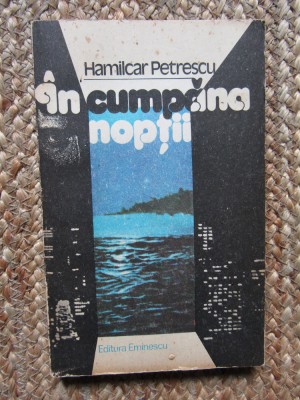 Hamilcar Petrescu
în cumpăna
nopții
Editura Eminescu